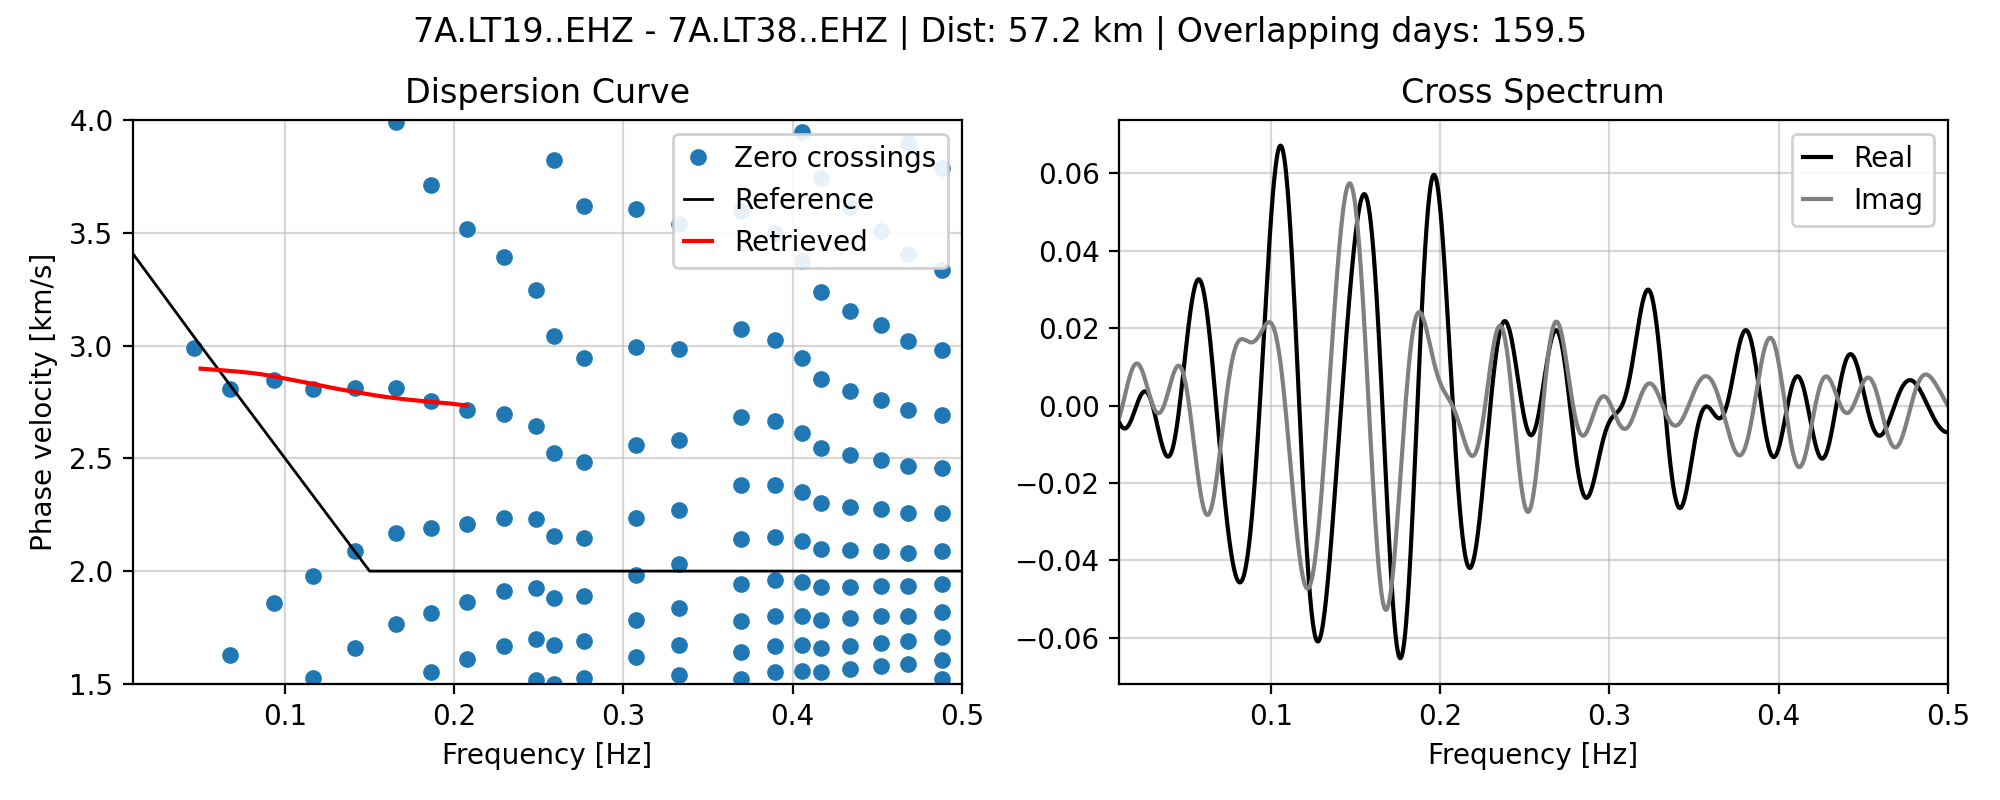 7A.LT19..EHZ - 7A.LT38..EHZ | Dist: 57.2 km | Overlapping days: 159.5
Dispersion Curve
4.0
3.5
3.0
2.5
2.0
1.5
Phase velocity [km/s]
0.1
0.2
0.3
0.4
0.5
Frequency [Hz]
Zero crossings
Reference
Retrieved
Cross Spectrum
0.06
0.04
0.02
0.00
−0.02
−0.04
−0.06
0.1
0.2
0.3
0.4
0.5
Frequency [Hz]
Real
Imag